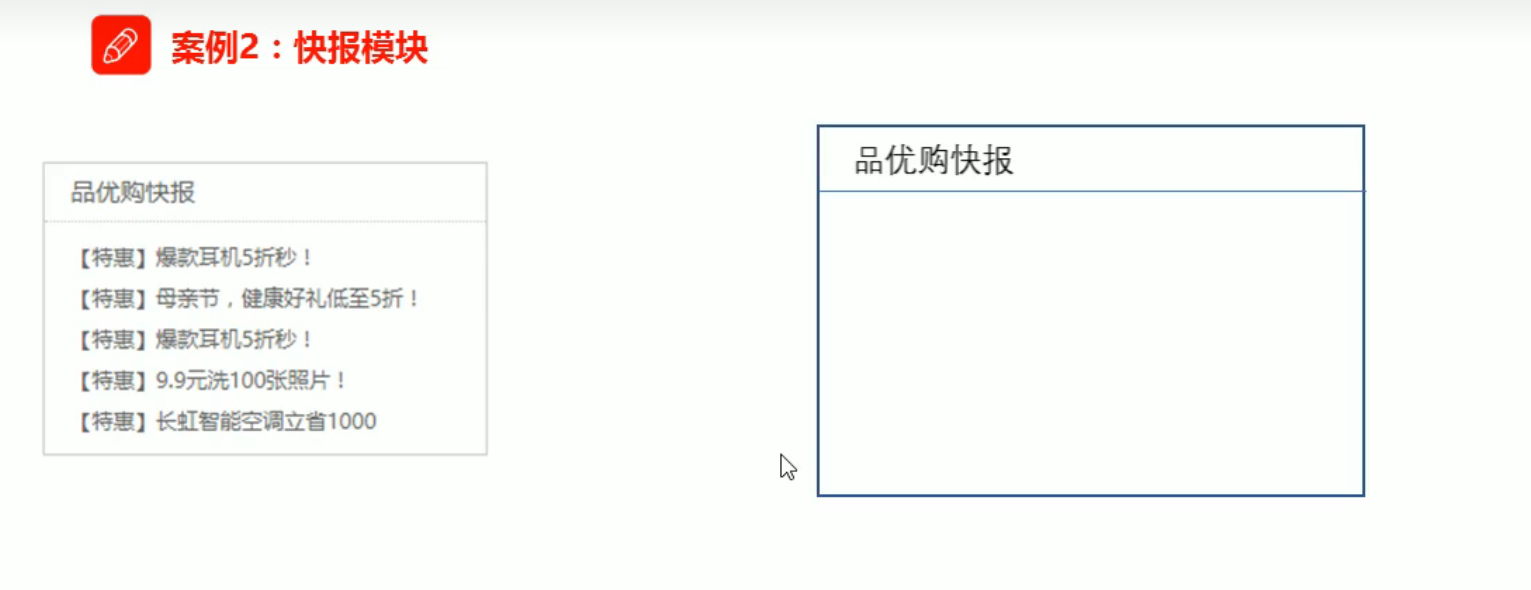 案例2：快报模块
品优购快报
【特惠】爆款耳机5折秒！
【特惠】母亲节，健康好礼低至5折！
【特惠】爆款耳机5折秒！
【特惠】9.9元洗100张照片！
【特惠】长虹智能空调立省1000
品优购快报